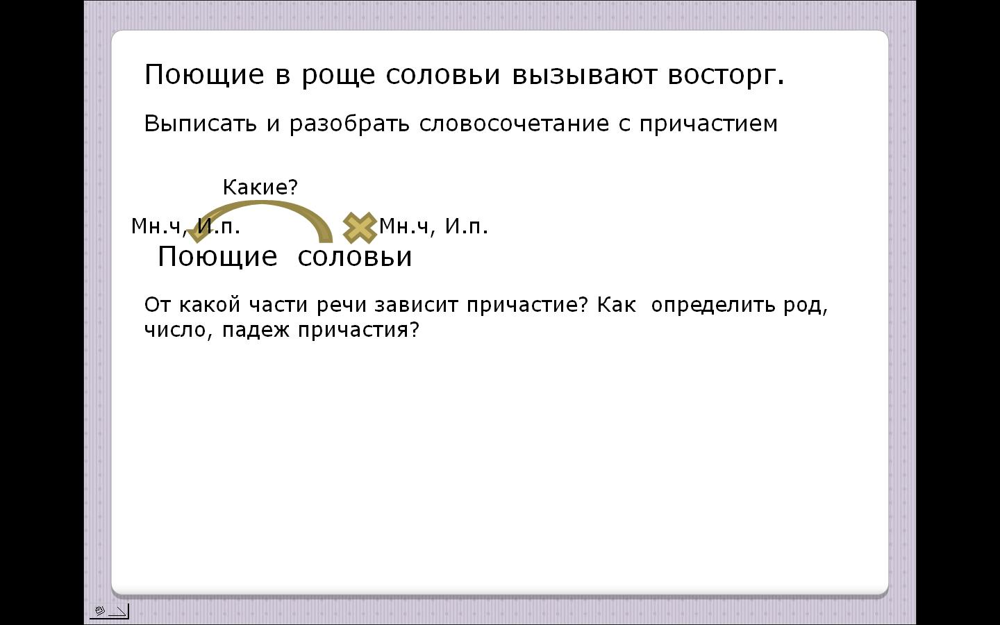 Поющие в роще соловьи вызывают восторг.
Выписать и разобрать словосочетание с причастием
Какие?
Мн.ч, И.п. Мн.ч, И.п.
Поющие соловьи
От какой части речи зависит причастие? Как определить род,
число, падеж причастия?